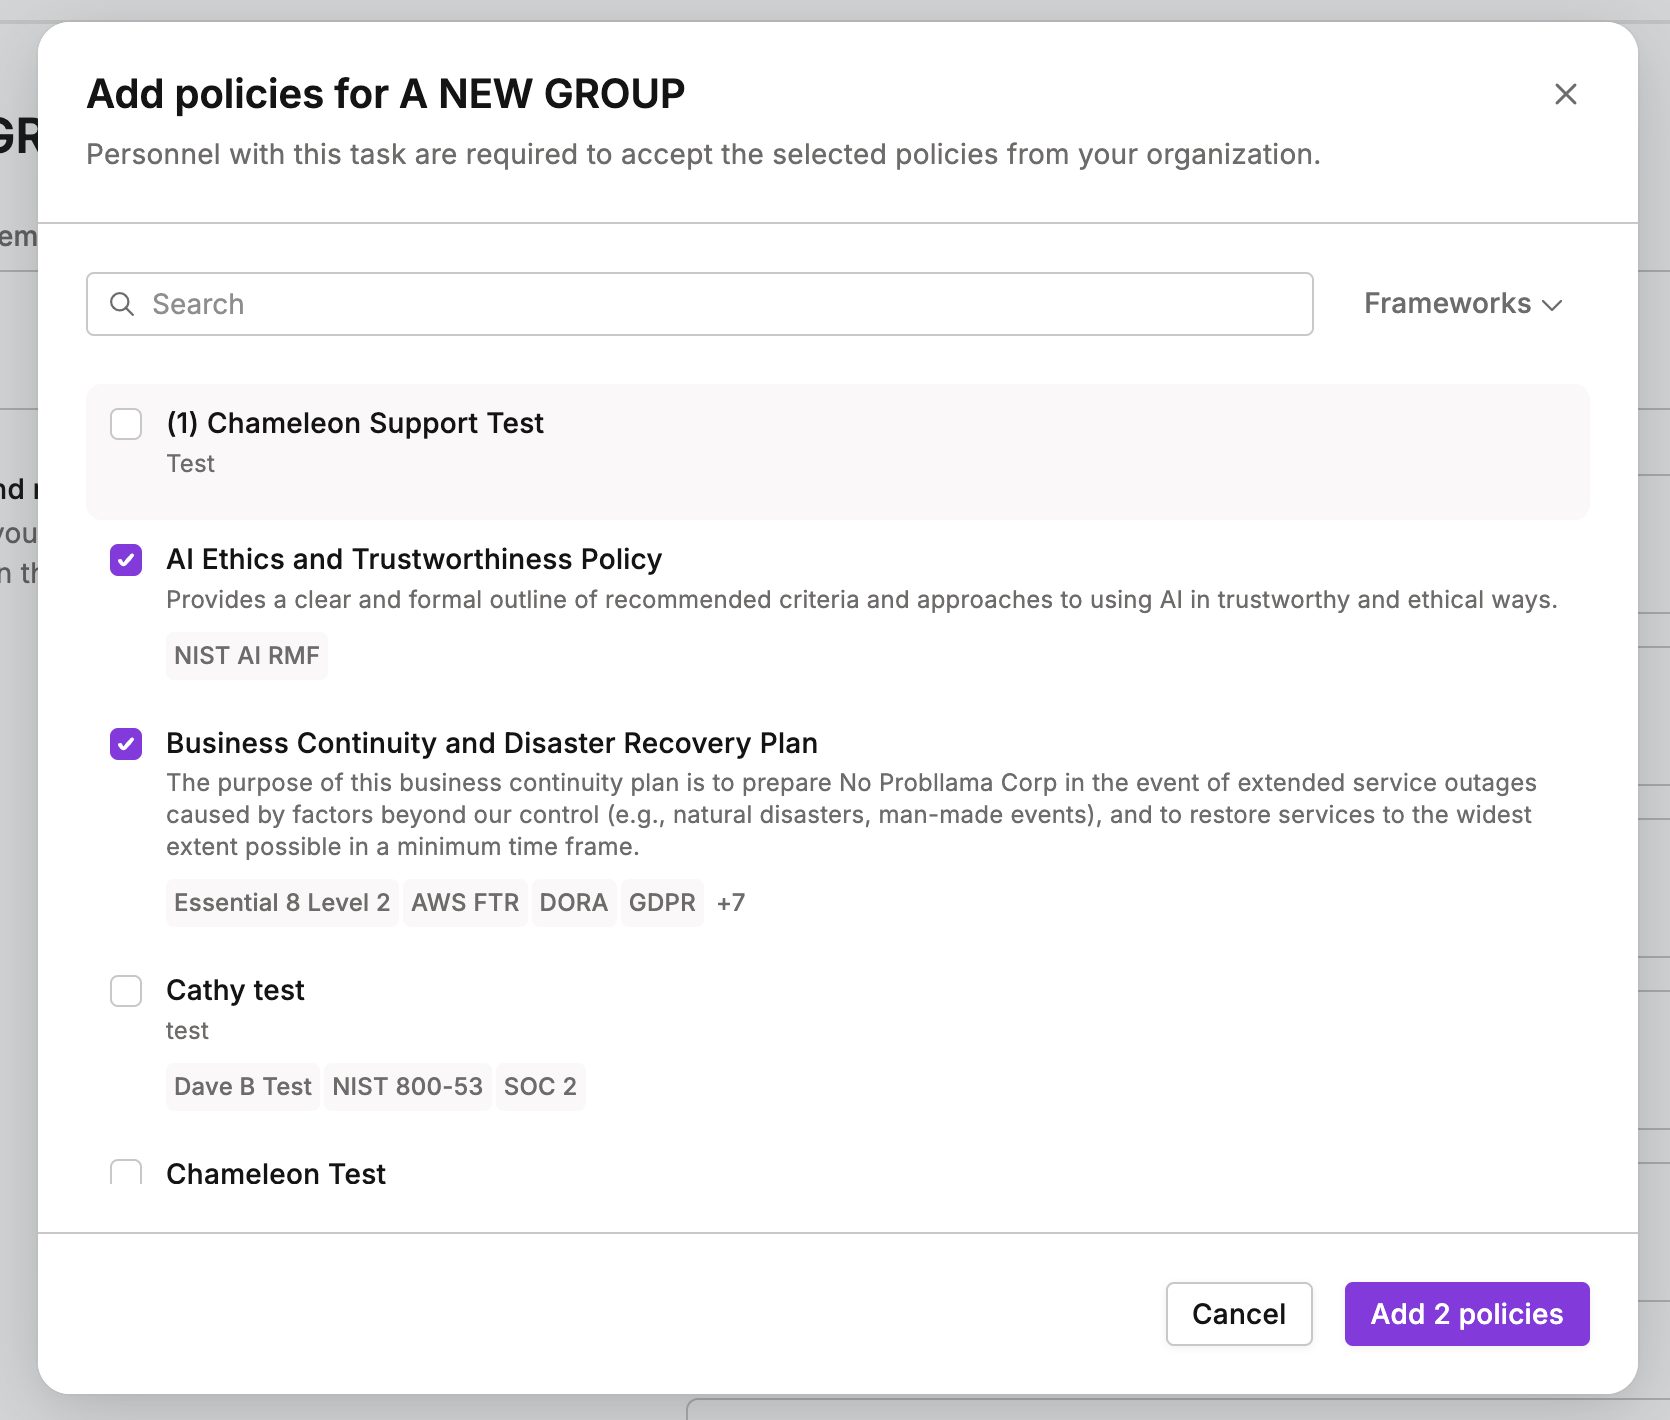 Add policies for A NEW GROUP
Personnel with this task are required to accept the selected policies from your organization.
Search
Frameworks
(1) Chameleon Support Test
Test
AI Ethics and Trustworthiness Policy
Provides a clear and formal outline of recommended criteria and approaches to using AI in trustworthy and ethical ways.
NIST AI RMF
Business Continuity and Disaster Recovery Plan
The purpose of this business continuity plan is to prepare No Probllama Corp in the event of extended service outages
caused by factors beyond our control (e.g., natural disasters, man-made events), and to restore services to the widest
extent possible in a minimum time frame.
Essential 8 Level 2 AWS FTR DORA GDPR +7
Cathy test
test
Dave B Test NIST 800-53 SOC 2
Chameleon Test
Cancel Add 2 policies